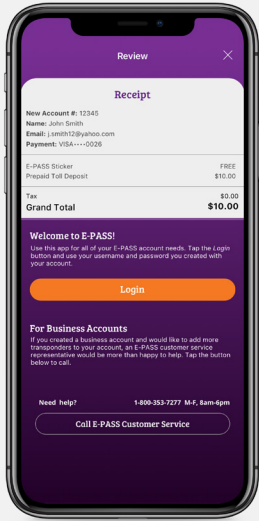 Review
Receipt
New Account #: 12345
Name: John Smith
Email: j.smith12@yahoo.com
Payment: VISA••••0026
E-PASS Sticker FREE
Prepaid Toll Deposit $10.00
Tax $0.00
Grand Total $10.00
Welcome to E-PASS!
Use this app for all of your E-PASS account needs. Tap the Login
button and use your username and password you created with
your account.
Login
For Business Accounts
If you created a business account and would like to add more
transponders to your account, an E-PASS customer service
representative would be more than happy to help. Tap the button
below to call.
Need help? 1-800-353-7277 M-F, 8am-6pm
Call E-PASS Customer Service